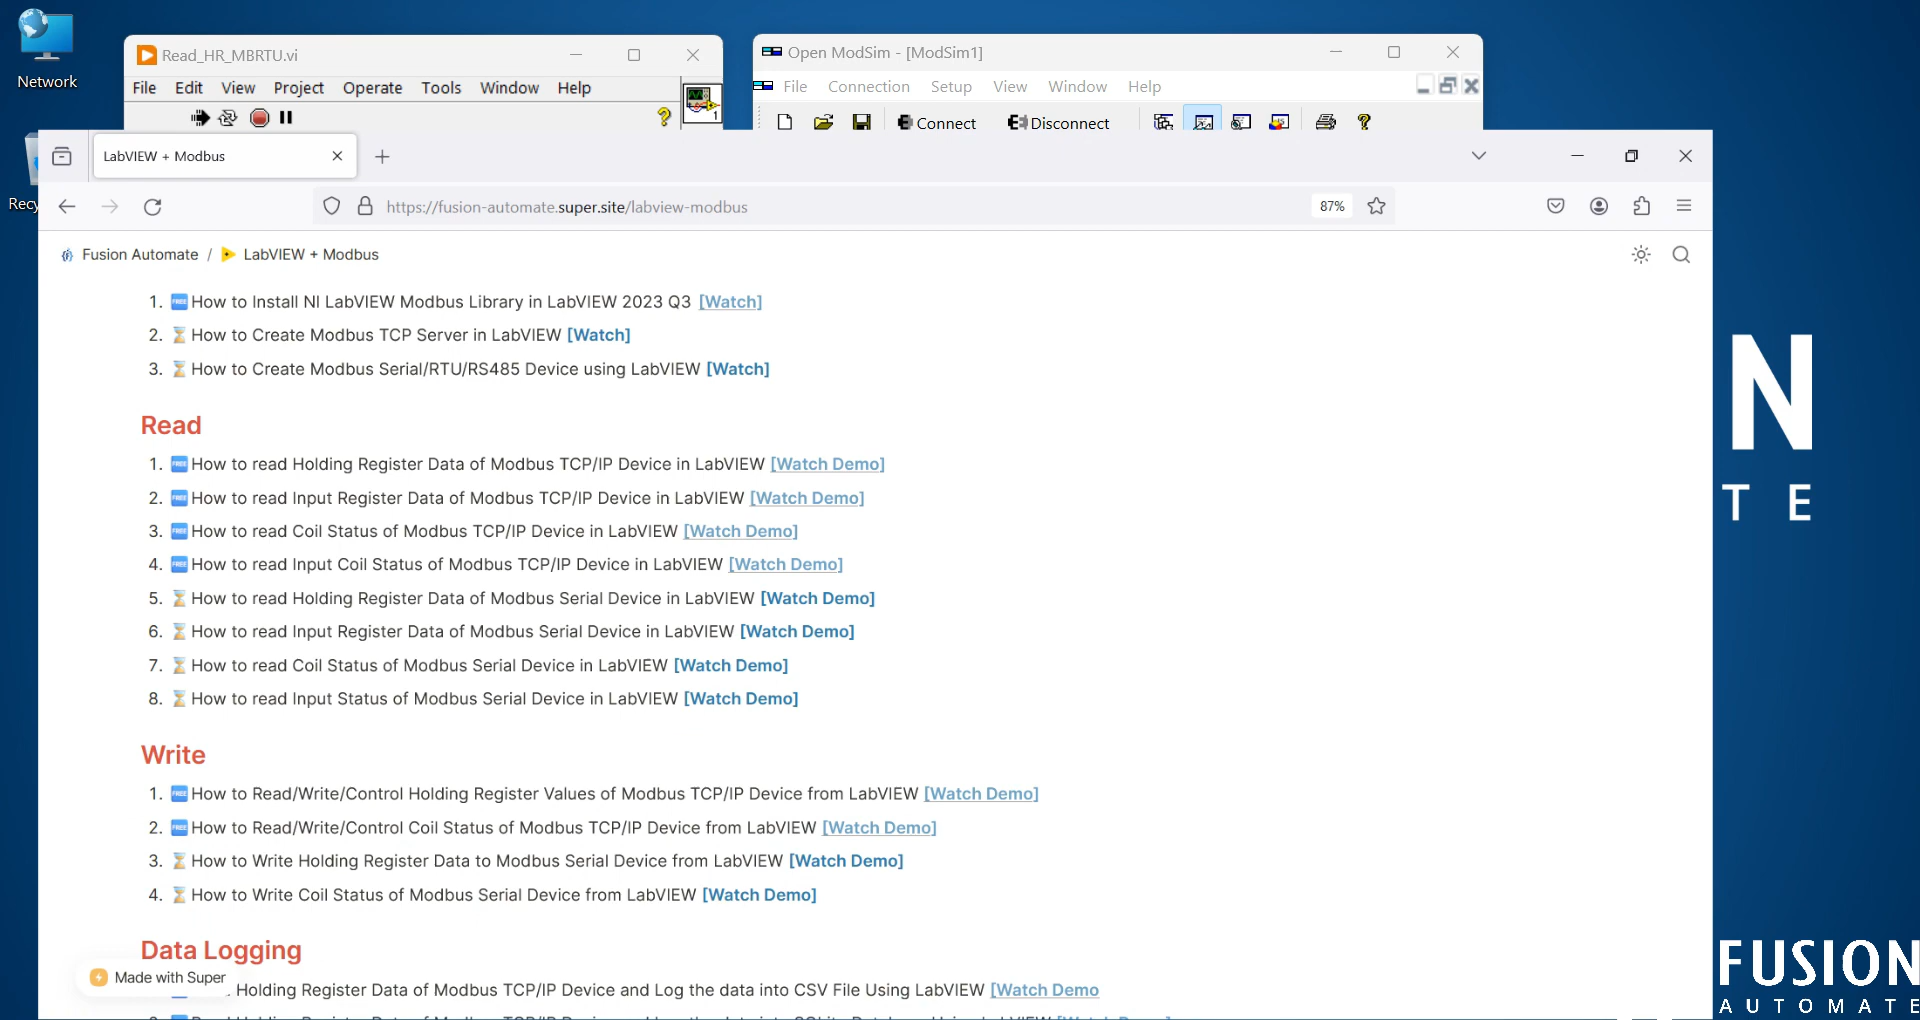 Network
Read_HR_MBRTU.vi
File Edit View Project Operate Tools Window Help
1
Open ModSim - [ModSim1]
File Connection Setup View Window Help
Connect Disconnect
Recy
LabVIEW + Modbus
https://fusion-automate.super.site/labview-modbus
87%
Fusion Automate / LabVIEW + Modbus
1. FREE How to Install NI LabVIEW Modbus Library in LabVIEW 2023 Q3 [Watch]
2. How to Create Modbus TCP Server in LabVIEW [Watch]
3. How to Create Modbus Serial/RTU/RS485 Device using LabVIEW [Watch]
Read
1. FREE How to read Holding Register Data of Modbus TCP/IP Device in LabVIEW [Watch Demo]
2. FREE How to read Input Register Data of Modbus TCP/IP Device in LabVIEW [Watch Demo]
3. FREE How to read Coil Status of Modbus TCP/IP Device in LabVIEW [Watch Demo]
4. FREE How to read Input Coil Status of Modbus TCP/IP Device in LabVIEW [Watch Demo]
5. How to read Holding Register Data of Modbus Serial Device in LabVIEW [Watch Demo]
6. How to read Input Register Data of Modbus Serial Device in LabVIEW [Watch Demo]
7. How to read Coil Status of Modbus Serial Device in LabVIEW [Watch Demo]
8. How to read Input Status of Modbus Serial Device in LabVIEW [Watch Demo]
Write
1. FREE How to Read/Write/Control Holding Register Values of Modbus TCP/IP Device from LabVIEW [Watch Demo]
2. FREE How to Read/Write/Control Coil Status of Modbus TCP/IP Device from LabVIEW [Watch Demo]
3. How to Write Holding Register Data to Modbus Serial Device from LabVIEW [Watch Demo]
4. How to Write Coil Status of Modbus Serial Device from LabVIEW [Watch Demo]
Data Logging
Made with Super
Holding Register Data of Modbus TCP/IP Device and Log the data into CSV File Using LabVIEW [Watch Demo
N
T E
FUSION
AUTOMATE